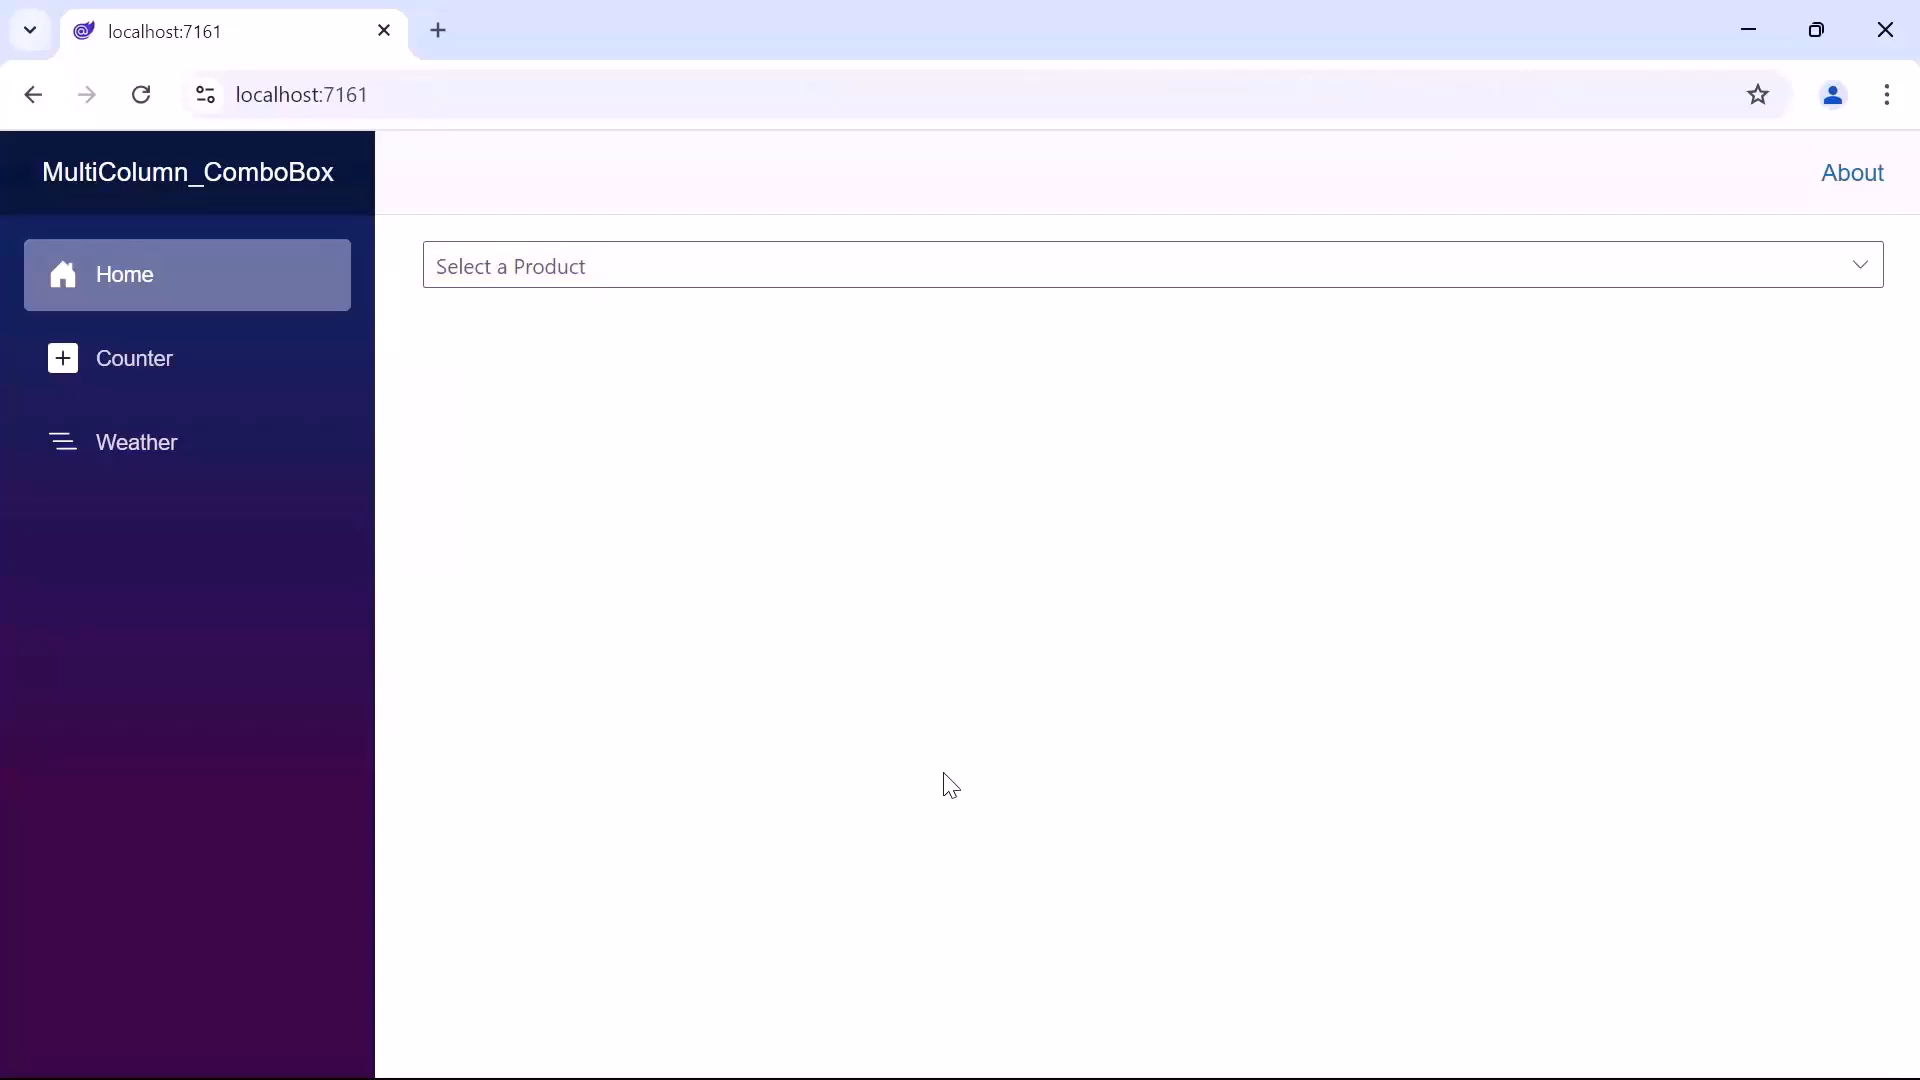 localhost:7161
localhost:7161
MultiColumn_ComboBox
About
Home
Select a Product
Counter
Weather